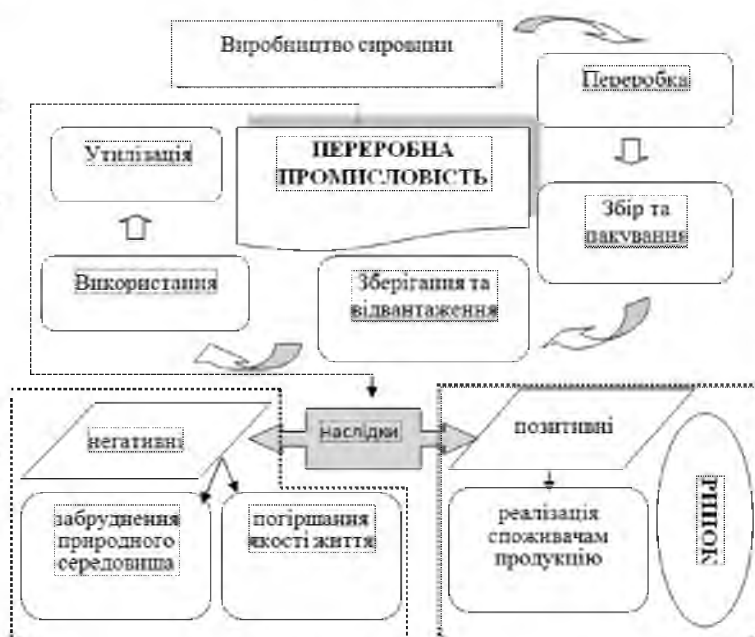 Виробництво сировини
Переробка
Утилізація
ПЕРЕРОБНА
ПРОМИСЛОВІСТЬ
Збір та
пакування
Використання
Зберігання та
відвантаження
негативні
наслідки
позитивні
забруднення
природного
середовища
погіршання
якості життя
реалізація
споживачам
продукцію
РИНОК